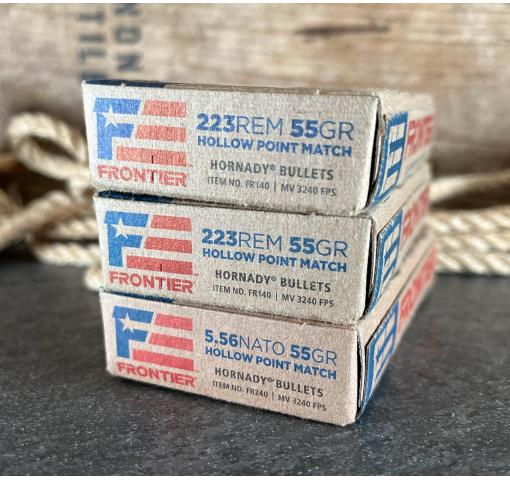 NON
TIL
223REM 55GR
HOLLOW POINT MATCH
HORNADY® BULLETS
ITEM NO. FR140 | MV 3240 FPS
FRONTIER
223REM 55GR
HOLLOW POINT MATCH
HORNADY® BULLETS
ITEM NO. FR140 | MV 3240 FPS
FRONTIER
5.56NATO 55GR
HOLLOW POINT MATCH
HORNADY® BULLETS
ITEM NO. FR240 | MV 3240 FPS
FRONTIER